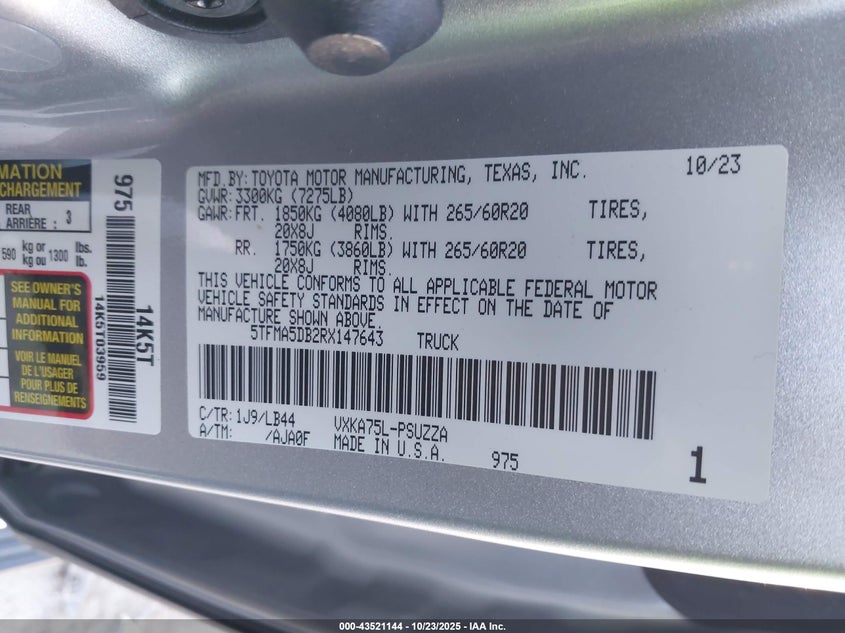 MATION
CHARGEMENT
REAR
ARRIÈRE : 3
590 kg or
kg ou 1300 lbs.
lb.
SEE OWNER'S
MANUAL FOR
ADDITIONAL
INFORMATION
VOIR LE MANUEL
DE L'USAGER
POUR PLUS DE
RENSEIGNEMENTS
975
14K5T03959
14K5T
MFD.BY:TOYOTA MOTOR MANUFACTURING, TEXAS, INC. 10/23
GVWR:3300KG (7275LB)
GAWR:FRT. 1850KG (4080LB) WITH 265/60R20 TIRES,
20X8J RIMS.
RR. 1750KG (3860LB) WITH 265/60R20 TIRES,
20X8J RIMS.
THIS VEHICLE CONFORMS TO ALL APPLICABLE FEDERAL MOTOR
VEHICLE SAFETY STANDARDS IN EFFECT ON THE DATE OF
MANUFACTURE SHOWN ABOVE.
5TFMA5DB2RX147643 TRUCK
C/TR:1J9/LB44 VXKA75L-PSUZZA
A/TM: /AJA0F MADE IN U.S.A. 975 1
000-43521144 | 10/23/2025 - IAA Inc.